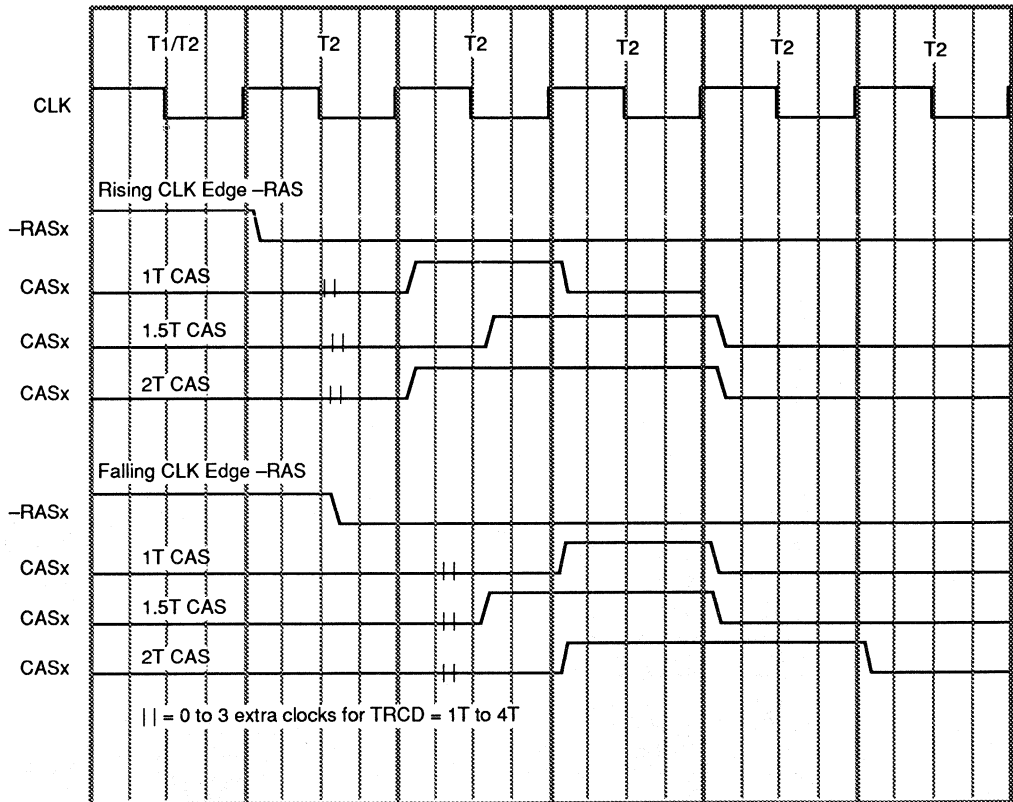 T1/T2 T2 T2 T2 T2 T2
CLK
Rising CLK Edge –RAS
–RASx
1T CAS
CASx
1.5T CAS
CASx
2T CAS
CASx
Falling CLK Edge –RAS
–RASx
1T CAS
CASx
1.5T CAS
CASx
2T CAS
CASx
| | = 0 to 3 extra clocks for TRCD = 1T to 4T